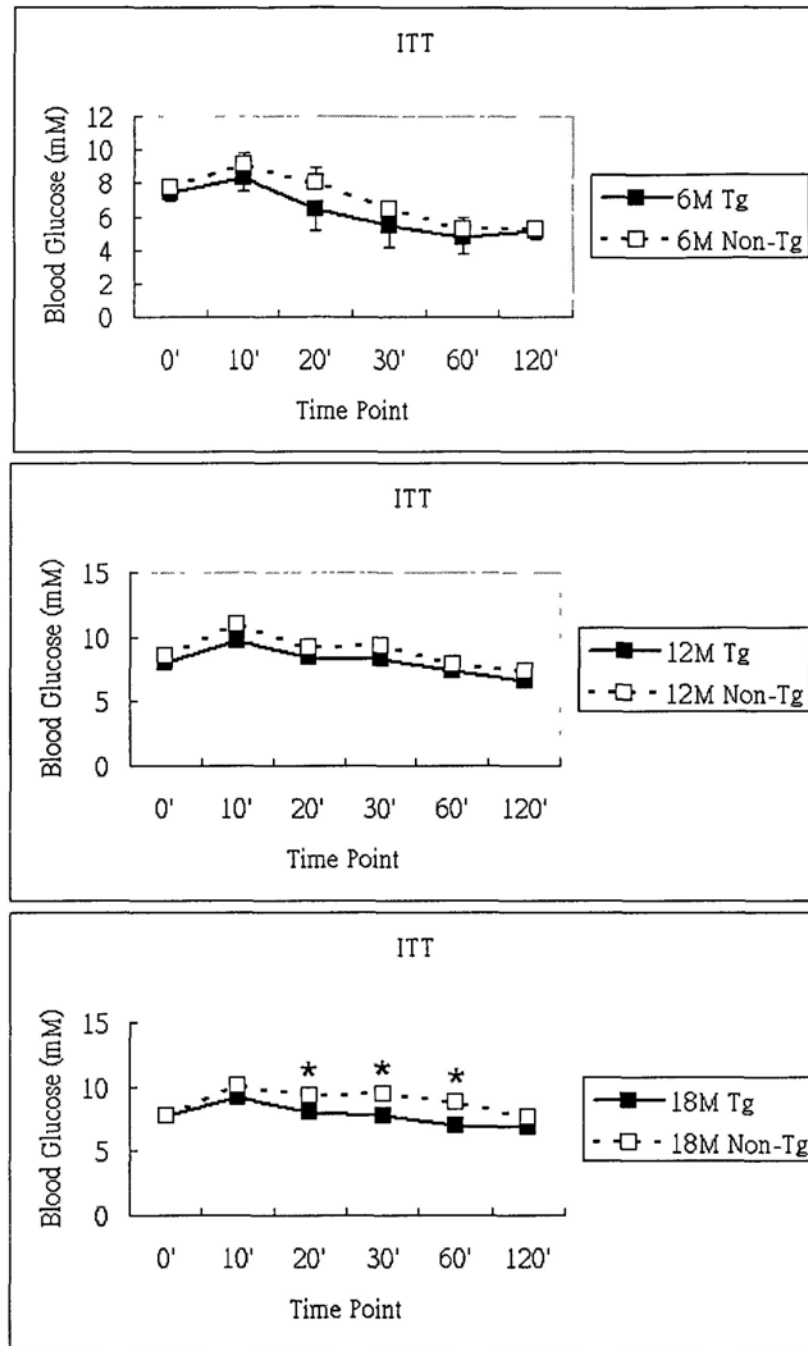 ITT
Blood Glucose (mM)
12
10
8
6
4
2
0
0' 10' 20' 30' 60' 120'
Time Point
6M Tg
6M Non-Tg
ITT
Blood Glucose (mM)
15
10
5
0
0' 10' 20' 30' 60' 120'
Time Point
12M Tg
12M Non-Tg
ITT
Blood Glucose (mM)
15
10
5
0
* * *
0' 10' 20' 30' 60' 120'
Time Point
18M Tg
18M Non-Tg